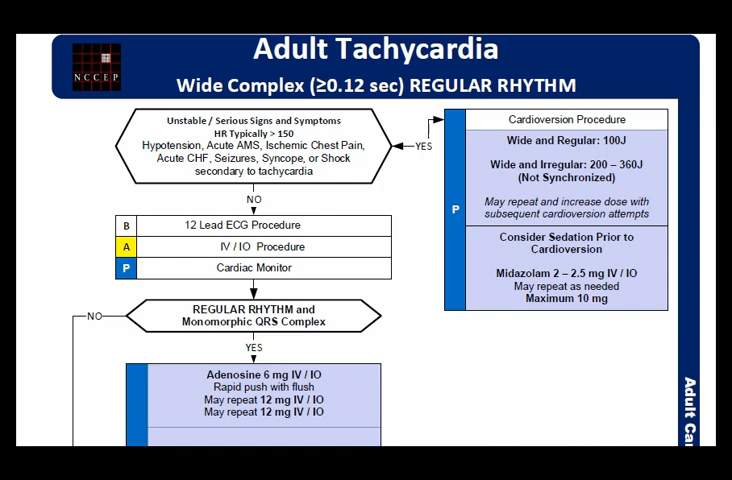 Adult Tachycardia
Wide Complex (≥0.12 sec) REGULAR RHYTHM
NCCEP
Unstable / Serious Signs and Symptoms
HR Typically > 150
Hypotension, Acute AMS, Ischemic Chest Pain,
Acute CHF, Seizures, Syncope, or Shock
secondary to tachycardia
YES
Cardioversion Procedure
Wide and Regular: 100J
Wide and Irregular: 200 – 360J
(Not Synchronized)
P
May repeat and increase dose with
subsequent cardioversion attempts
Consider Sedation Prior to
Cardioversion
Midazolam 2 – 2.5 mg IV / IO
May repeat as needed
Maximum 10 mg
NO
B 12 Lead ECG Procedure
A IV / IO Procedure
P Cardiac Monitor
REGULAR RHYTHM and
Monomorphic QRS Complex
NO
YES
Adenosine 6 mg IV / IO
Rapid push with flush
May repeat 12 mg IV / IO
May repeat 12 mg IV / IO
Adult Ca